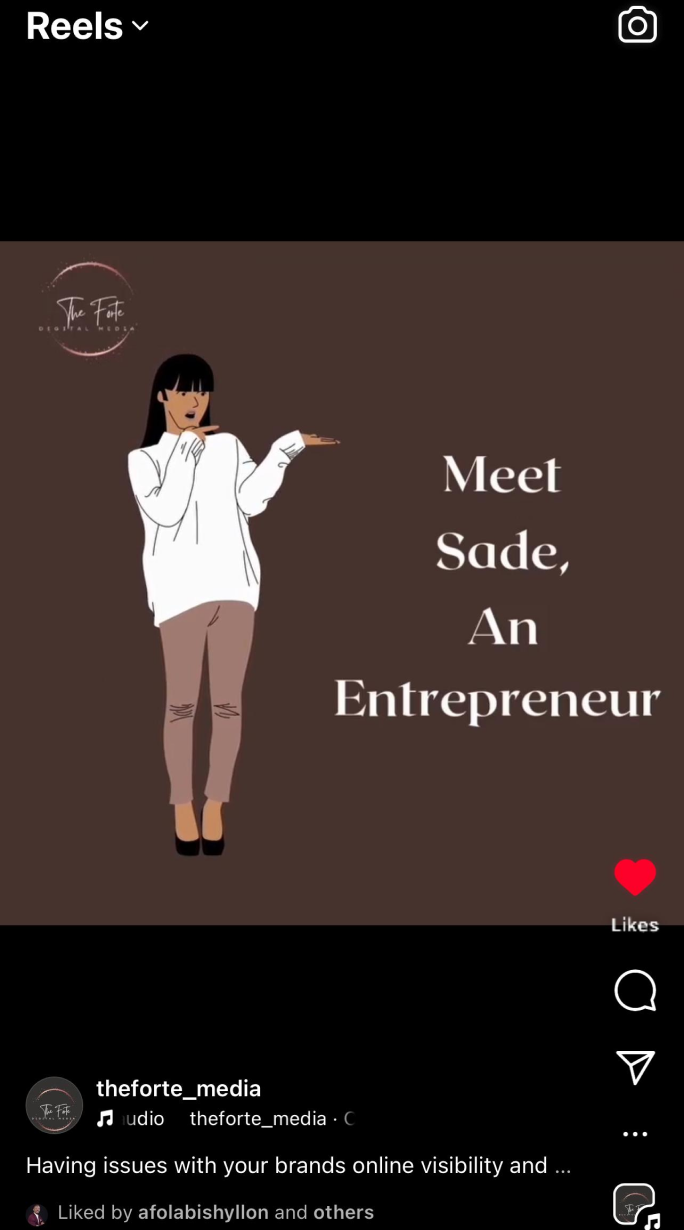 Reels
The Forte
DIGITAL MEDIA
Meet
Sade,
An
Entrepreneur
Likes
theforte_media
udio theforte_media ·
Having issues with your brands online visibility and ...
Liked by afolabishyllon and others